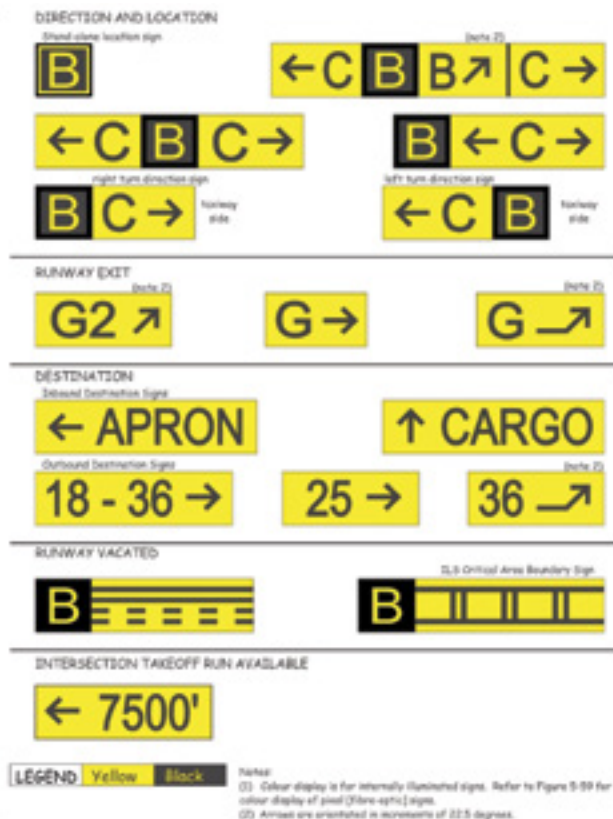 DIRECTION AND LOCATION
Stand alone location sign
(note 2)
B
← C B B ↗ C →
← C B C →
B ← C →
right turn direction sign
left turn direction sign
B C →
side
← C B
side
RUNWAY EXIT
(note 2)
(note 2)
G2 ↗
G →
G
DESTINATION
Inbound Destination Signs
← APRON
↑ CARGO
Outbound Destination Signs
(note 2)
18 - 36 →
25 →
36
RUNWAY VACATED
ILS Critical Area Boundary Sign
B
B
INTERSECTION TAKEOFF RUN AVAILABLE
← 7500'
LEGEND Yellow Black
Notes:
(1) Colour display is for internally illuminated signs. Refer to Figure 5-59 for
colour display of pixel (fibre-optic) signs.
(2) Arrows are orientated in increments of 22.5 degrees.